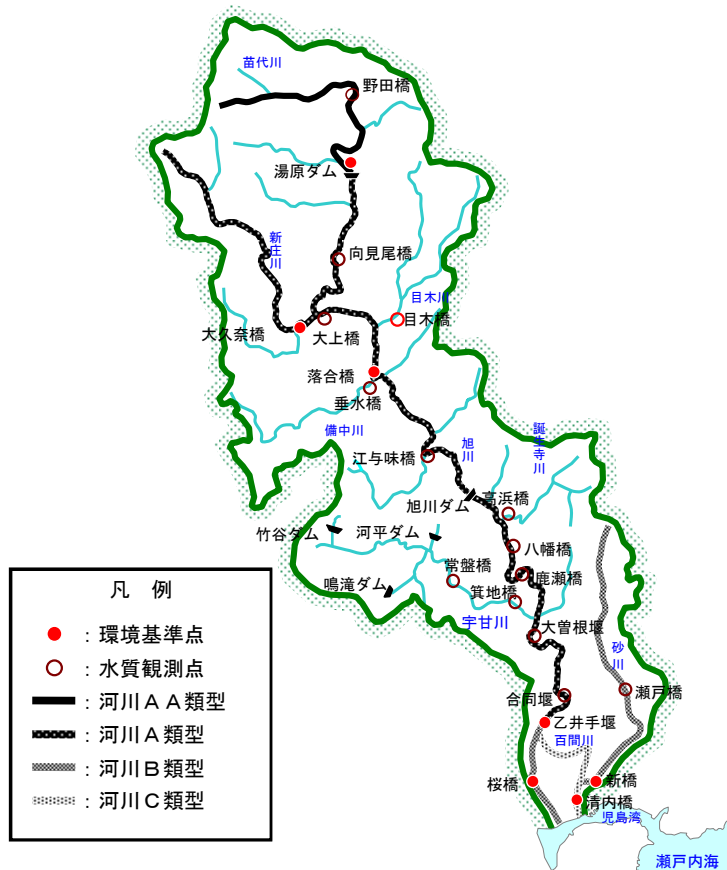 苗代川
野田橋
湯原ダム
新庄川
向見尾橋
目木川
目木橋
大久奈橋
大上橋
落合橋
垂水橋
備中川
誕生寺川
旭川
江与味橋
旭川ダム
高浜橋
竹谷ダム
河平ダム
八幡橋
常盤橋
鹿瀬橋
鳴滝ダム
箕地橋
宇甘川
大曽根堰
砂川
合同堰
瀬戸橋
乙井手堰
百間川
桜橋
新橋
清内橋
児島湾
瀬戸内海
凡 例
：環境基準点
：水質観測点
：河川ＡＡ類型
：河川Ａ類型
：河川Ｂ類型
：河川Ｃ類型